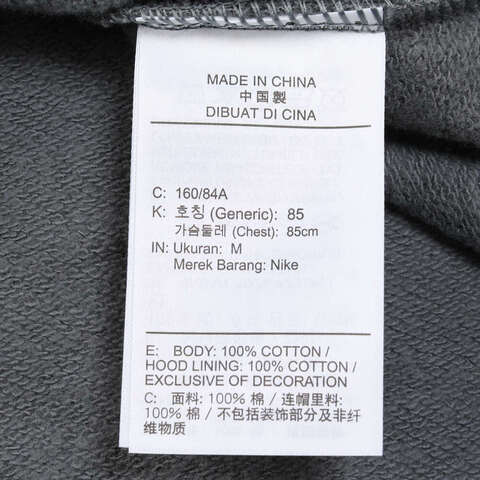 MADE IN CHINA
中国製
DIBUAT DI CINA
C: 160/84A
K: 호칭 (Generic): 85
가슴둘레 (Chest): 85cm
IN: Ukuran: M
Merek Barang: Nike
E: BODY: 100% COTTON /
HOOD LINING: 100% COTTON /
EXCLUSIVE OF DECORATION
C: 面料: 100% 棉 / 连帽里料:
100% 棉 / 不包括装饰部分及非纤
维物质